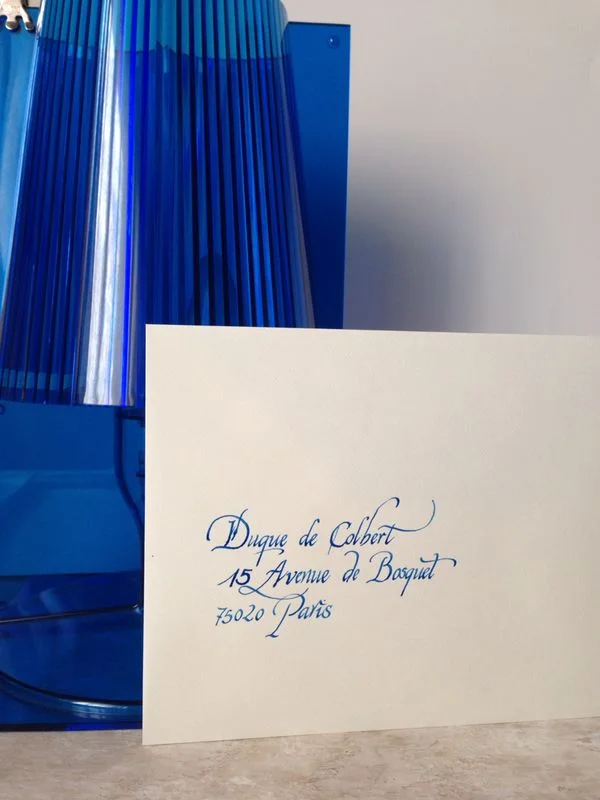 Duque de Colbert
15 Avenue de Bosquet
75020 Paris